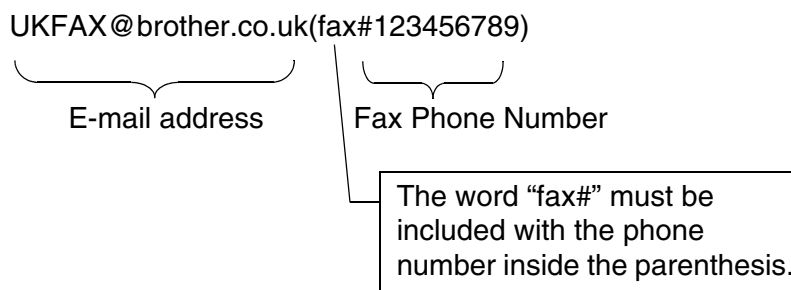 UKFAX@brother.co.uk(fax#123456789)
E-mail address Fax Phone Number
The word “fax#” must be
included with the phone
number inside the parenthesis.